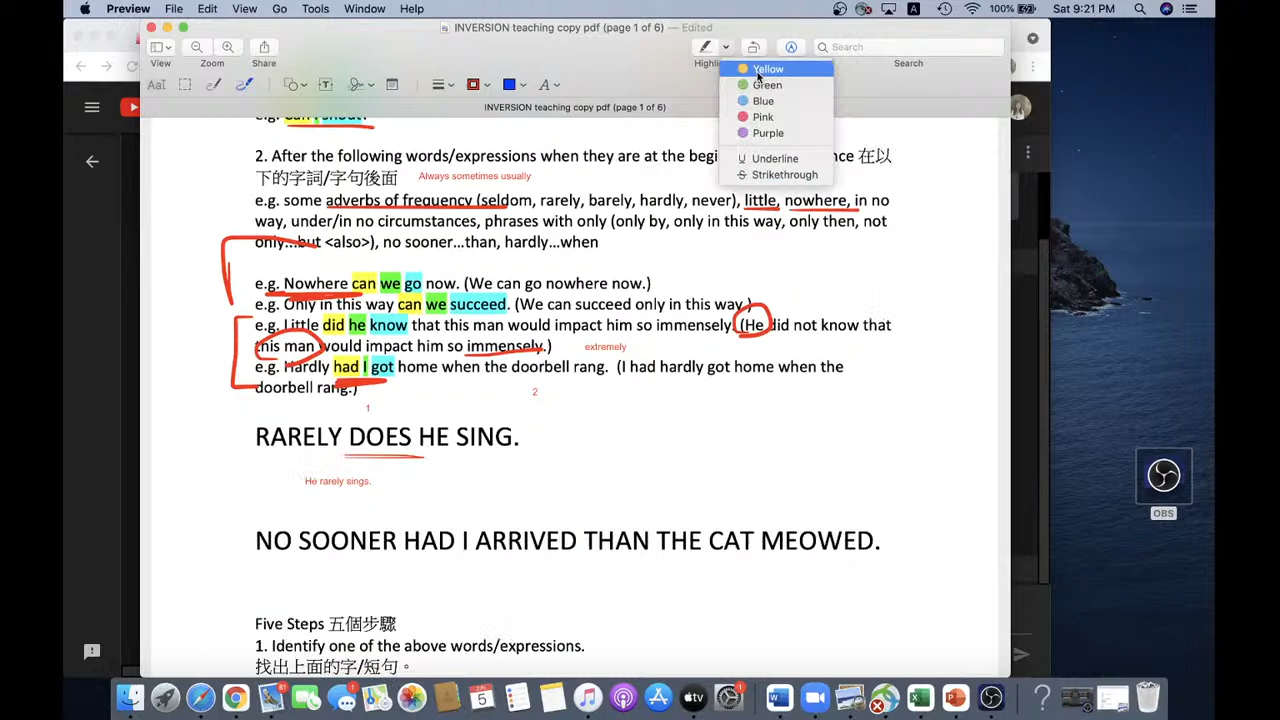 Preview File Edit View Go Tools Window Help 100% Sat 9:21 PM
INVERSION teaching copy pdf (page 1 of 6) — Edited
Search
View Zoom Share Search
Yellow
Green
Blue
Pink
Purple
Underline
Strikethrough
INVERSION teaching copy pdf (page 1 of 6)
2. After the following words/expressions when they are at the 在以
下的字詞/字句後面 Always sometimes usually
e.g. some adverbs of frequency (seldom, rarely, barely, hardly, never), little, nowhere, in no
way, under/in no circumstances, phrases with only (only by, only in this way, only then, not
only...but <also>), no sooner...than, hardly...when
e.g. Nowhere can we go now. (We can go nowhere now.)
e.g. Only in this way can we succeed. (We can succeed only in this way.)
e.g. Little did he know that this man would impact him so immensely. (He did not know that
this man would impact him so immensely.) extremely
e.g. Hardly had I got home when the doorbell rang. (I had hardly got home when the
doorbell rang.) 2
1
RARELY DOES HE SING.
He rarely sings.
NO SOONER HAD I ARRIVED THAN THE CAT MEOWED.
Five Steps 五個步驟
1. Identify one of the above words/expressions.
找出上面的字/短句。
OBS